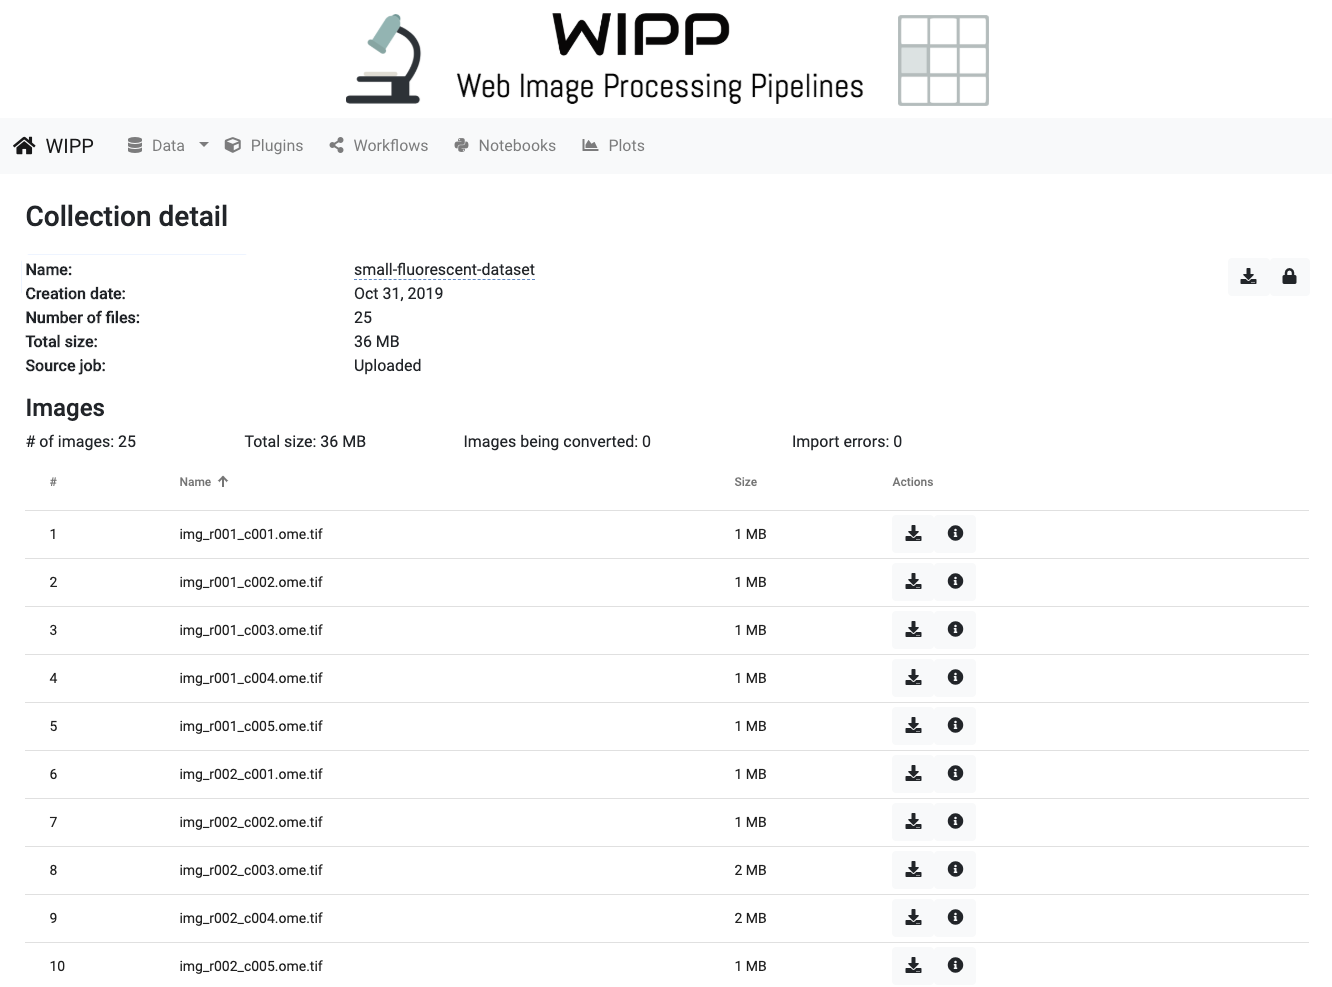 WIPP
Web Image Processing Pipelines
WIPP Data Plugins Workflows Notebooks Plots
Collection detail
Name: small-fluorescent-dataset
Creation date: Oct 31, 2019
Number of files: 25
Total size: 36 MB
Source job: Uploaded
Images
# of images: 25 Total size: 36 MB Images being converted: 0 Import errors: 0
# Name Size Actions
1 img_r001_c001.ome.tif 1 MB
2 img_r001_c002.ome.tif 1 MB
3 img_r001_c003.ome.tif 1 MB
4 img_r001_c004.ome.tif 1 MB
5 img_r001_c005.ome.tif 1 MB
6 img_r002_c001.ome.tif 1 MB
7 img_r002_c002.ome.tif 1 MB
8 img_r002_c003.ome.tif 2 MB
9 img_r002_c004.ome.tif 2 MB
10 img_r002_c005.ome.tif 1 MB